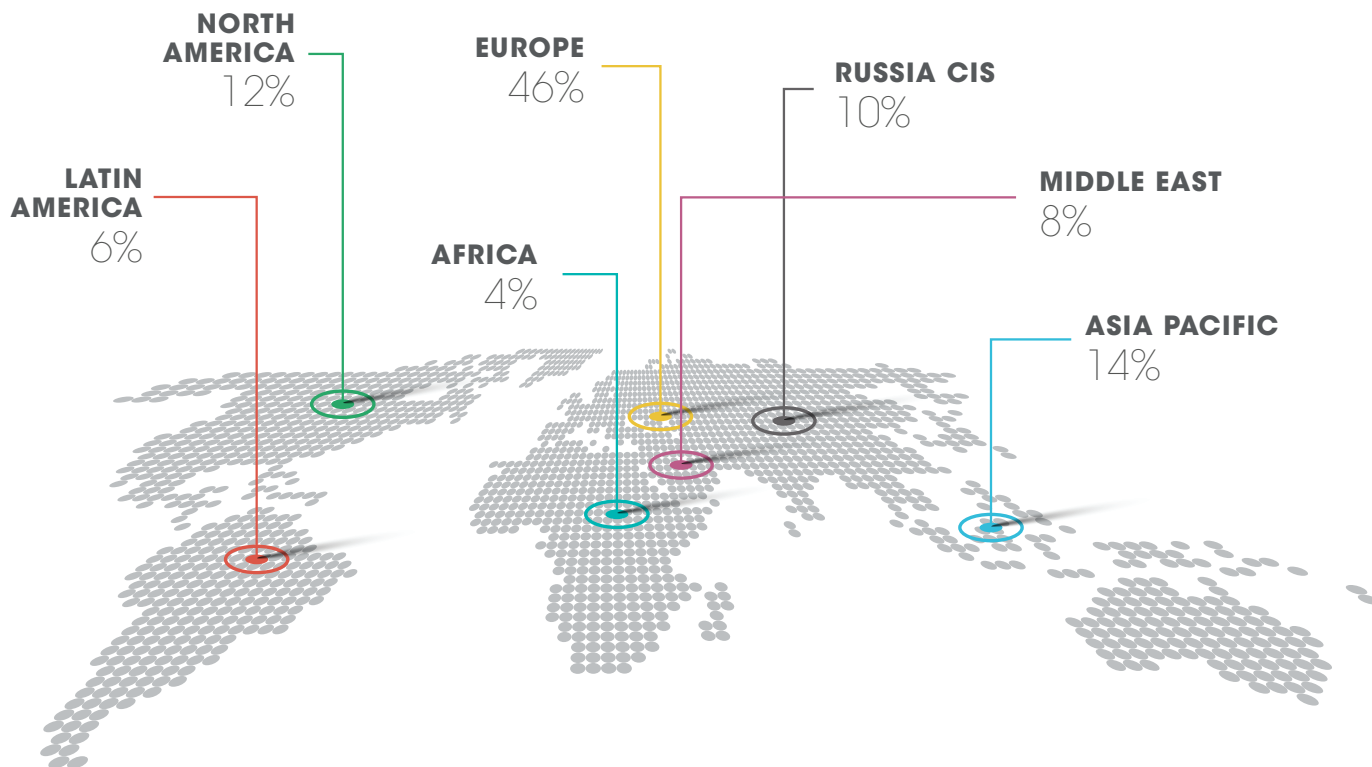 NORTH
AMERICA
12%
EUROPE
46%
RUSSIA CIS
10%
LATIN
AMERICA
6%
MIDDLE EAST
8%
AFRICA
4%
ASIA PACIFIC
14%